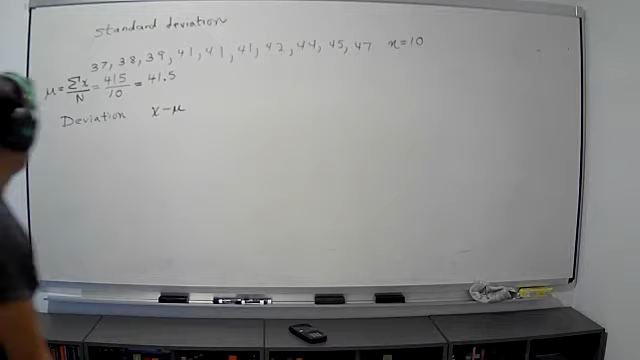 standard deviation
37, 38, 39, 41, 41, 41, 42, 44, 45, 47 n=10
μ = Σx/N = 415/10 = 41.5
Deviation x-μ